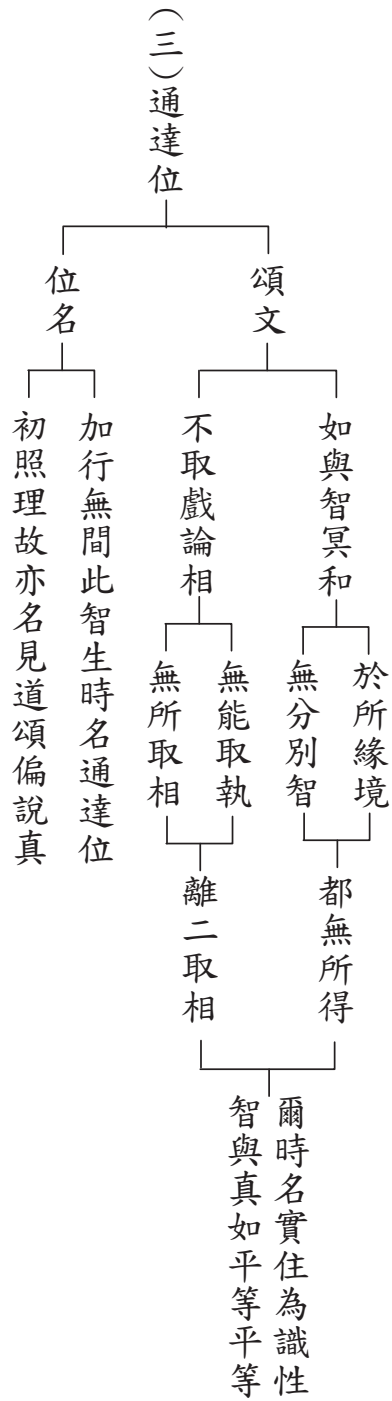 （三）通達位
頌文
如與智冥和
於所緣境
無分別智
都無所得
不取戲論相
無能取執
無所取相
離二取相
爾時名實住為識性
智與真如平等平等
位名
加行無間此智生時名通達位
初照理故亦名見道頌偏說真